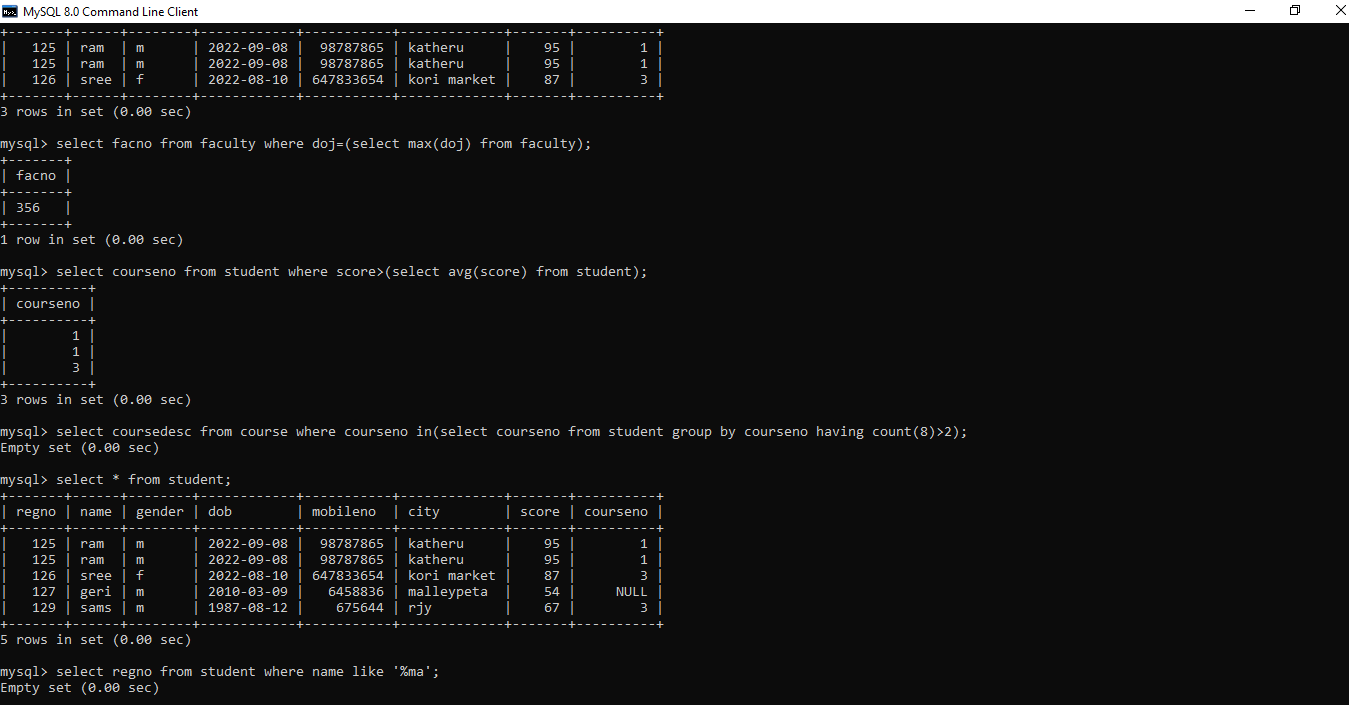 MySQL 8.0 Command Line Client
+-------+------+--------+------------+-----------+-------------+-------+----------+
|   125 | ram  | m      | 2022-09-08 |  98787865 | katheru     |    95 |        1 |
|   125 | ram  | m      | 2022-09-08 |  98787865 | katheru     |    95 |        1 |
|   126 | sree | f      | 2022-08-10 | 647833654 | kori market |    87 |        3 |
+-------+------+--------+------------+-----------+-------------+-------+----------+
3 rows in set (0.00 sec)
mysql> select facno from faculty where doj=(select max(doj) from faculty);
+-------+
| facno |
+-------+
| 356   |
+-------+
1 row in set (0.00 sec)
mysql> select courseno from student where score>(select avg(score) from student);
+----------+
| courseno |
+----------+
|        1 |
|        1 |
|        3 |
+----------+
3 rows in set (0.00 sec)
mysql> select coursedesc from course where courseno in(select courseno from student group by courseno having count(8)>2);
Empty set (0.00 sec)
mysql> select * from student;
+-------+------+--------+------------+-----------+-------------+-------+----------+
| regno | name | gender | dob        | mobileno  | city        | score | courseno |
+-------+------+--------+------------+-----------+-------------+-------+----------+
|   125 | ram  | m      | 2022-09-08 |  98787865 | katheru     |    95 |        1 |
|   125 | ram  | m      | 2022-09-08 |  98787865 | katheru     |    95 |        1 |
|   126 | sree | f      | 2022-08-10 | 647833654 | kori market |    87 |        3 |
|   127 | geri | m      | 2010-03-09 |   6458836 | malleypeta  |    54 |     NULL |
|   129 | sams | m      | 1987-08-12 |    675644 | rjy         |    67 |        3 |
+-------+------+--------+------------+-----------+-------------+-------+----------+
5 rows in set (0.00 sec)
mysql> select regno from student where name like '%ma';
Empty set (0.00 sec)